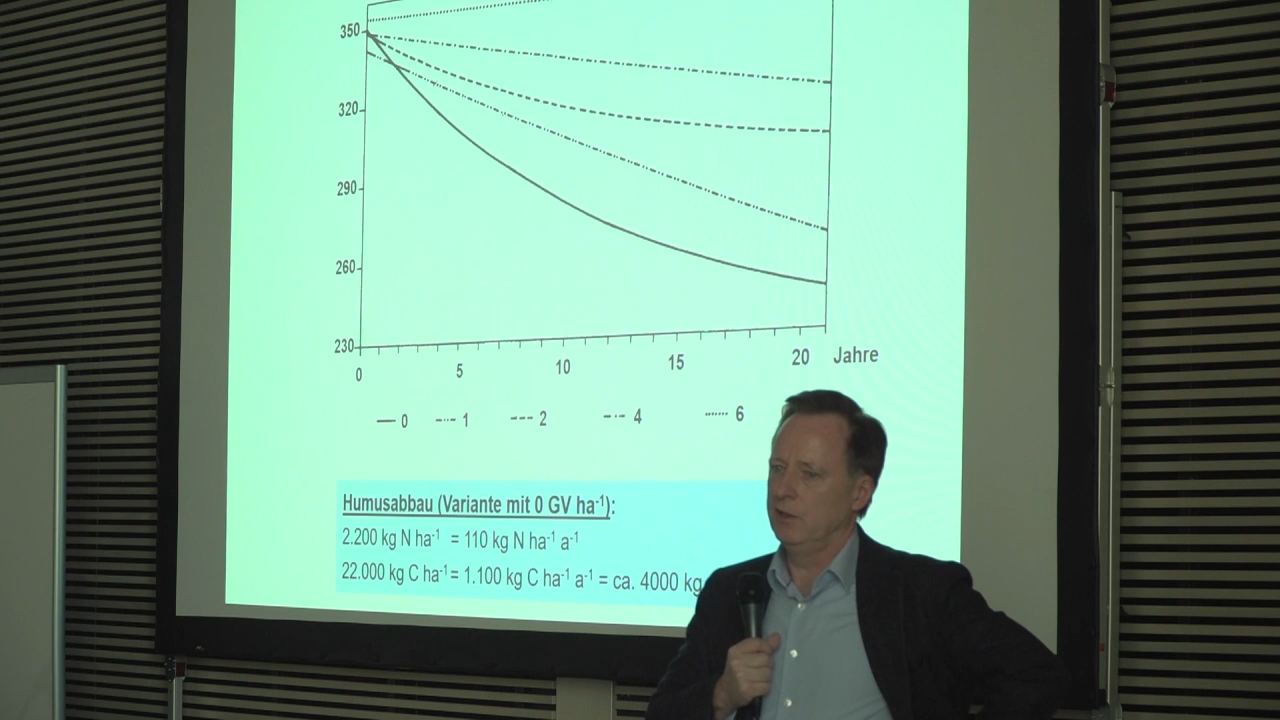 350
320
290
260
230
0 5 10 15 20 Jahre
0 1 2 4 6
Humusabbau (Variante mit 0 GV ha⁻¹):
2.200 kg N ha⁻¹ = 110 kg N ha⁻¹ a⁻¹
22.000 kg C ha⁻¹ = 1.100 kg C ha⁻¹ a⁻¹ = ca. 4000 kg